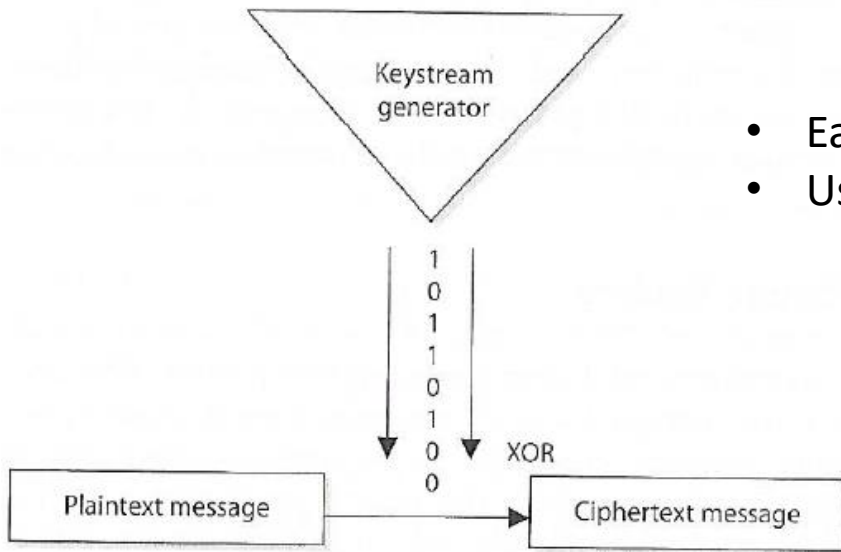 Keystream
generator
• Ea
• Us
1
0
1
1
0
1
0
0
XOR
Plaintext message
Ciphertext message